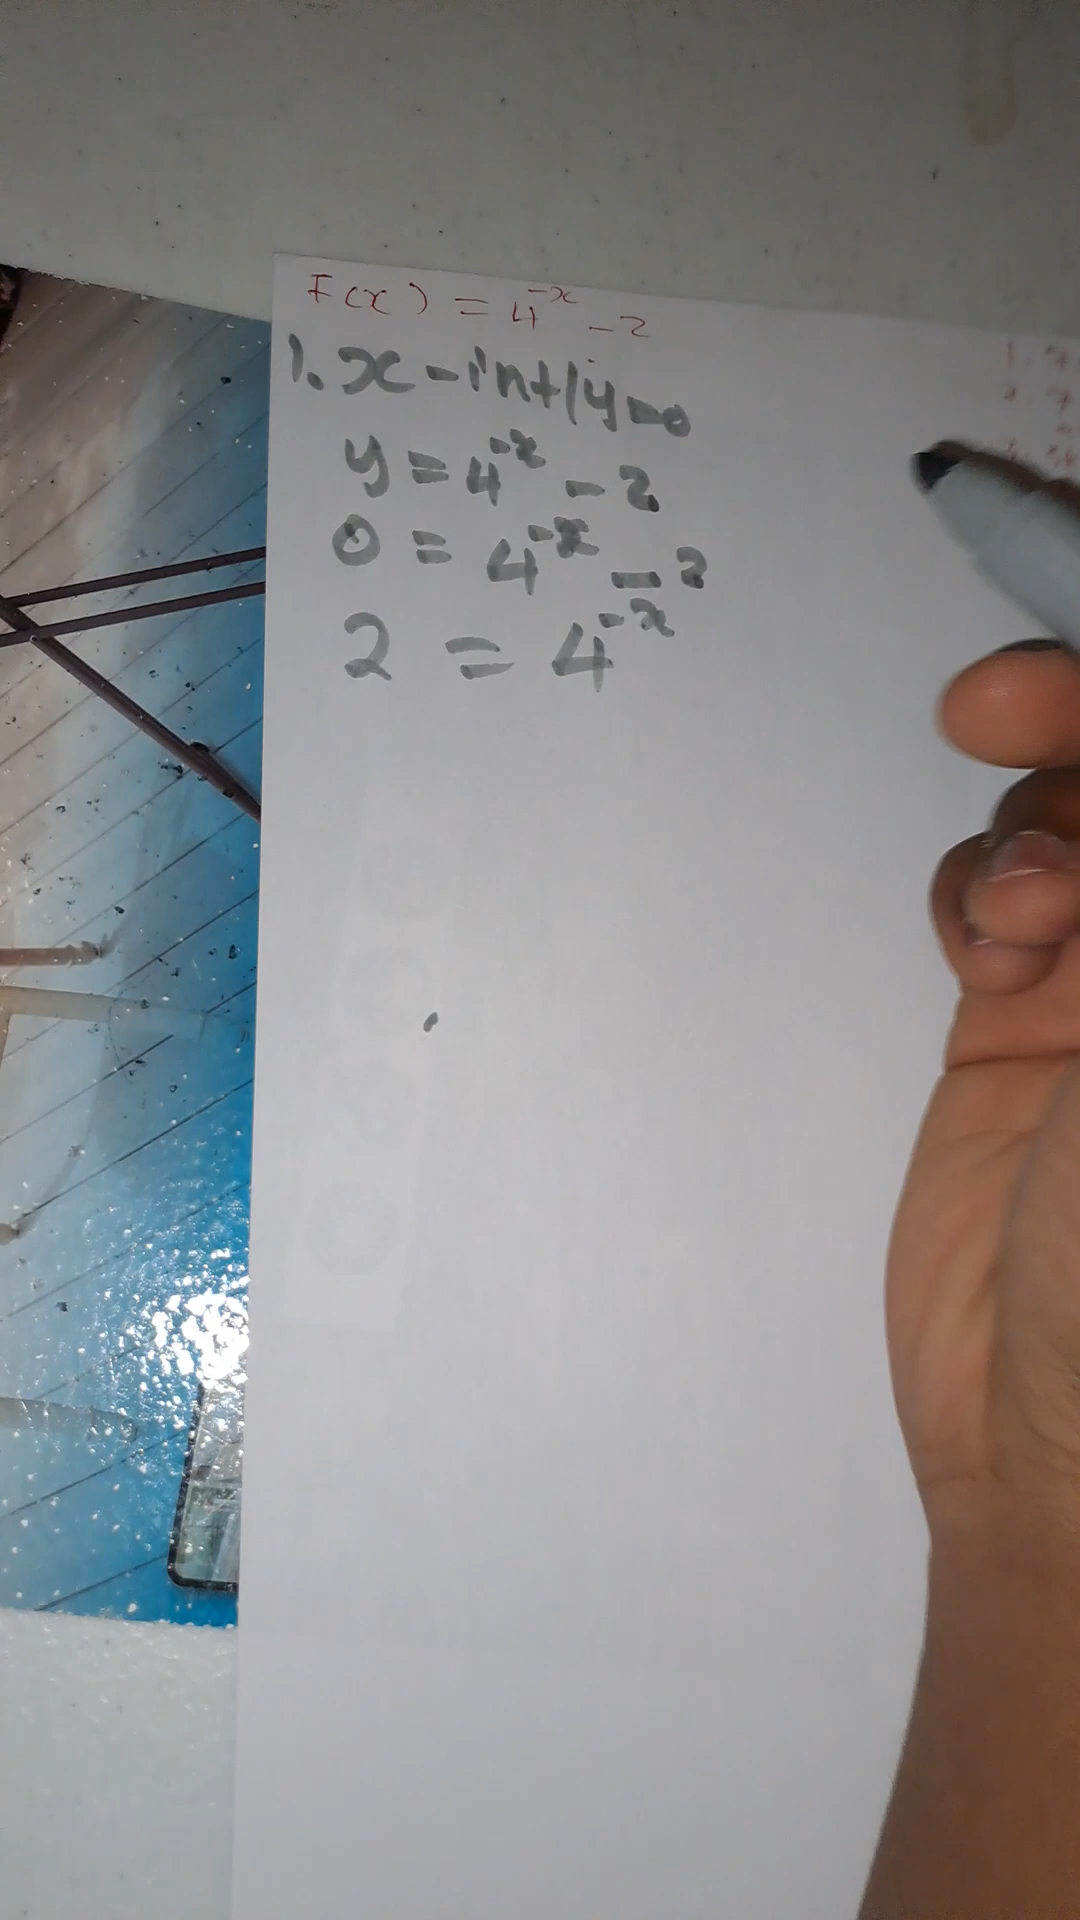 F(x) = 4^-x - 2
1. x-int/y=0
y = 4^-x - 2
0 = 4^-x - 2
2 = 4^-x